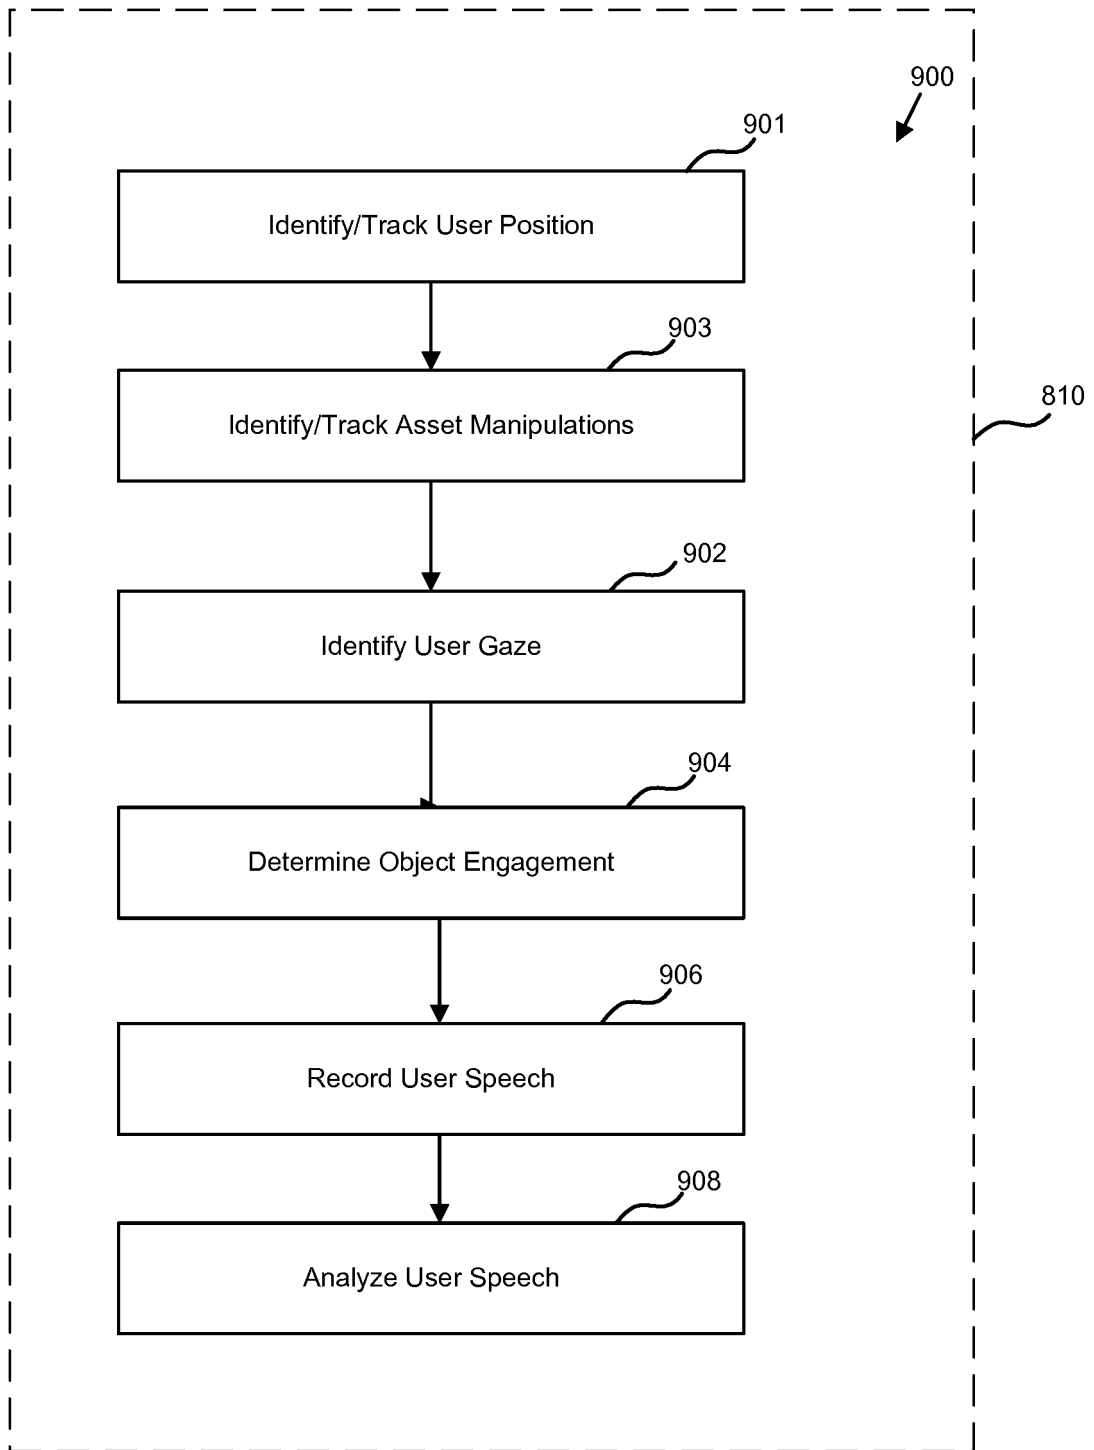 900
901
Identify/Track User Position
903
810
Identify/Track Asset Manipulations
902
Identify User Gaze
904
Determine Object Engagement
906
Record User Speech
908
Analyze User Speech